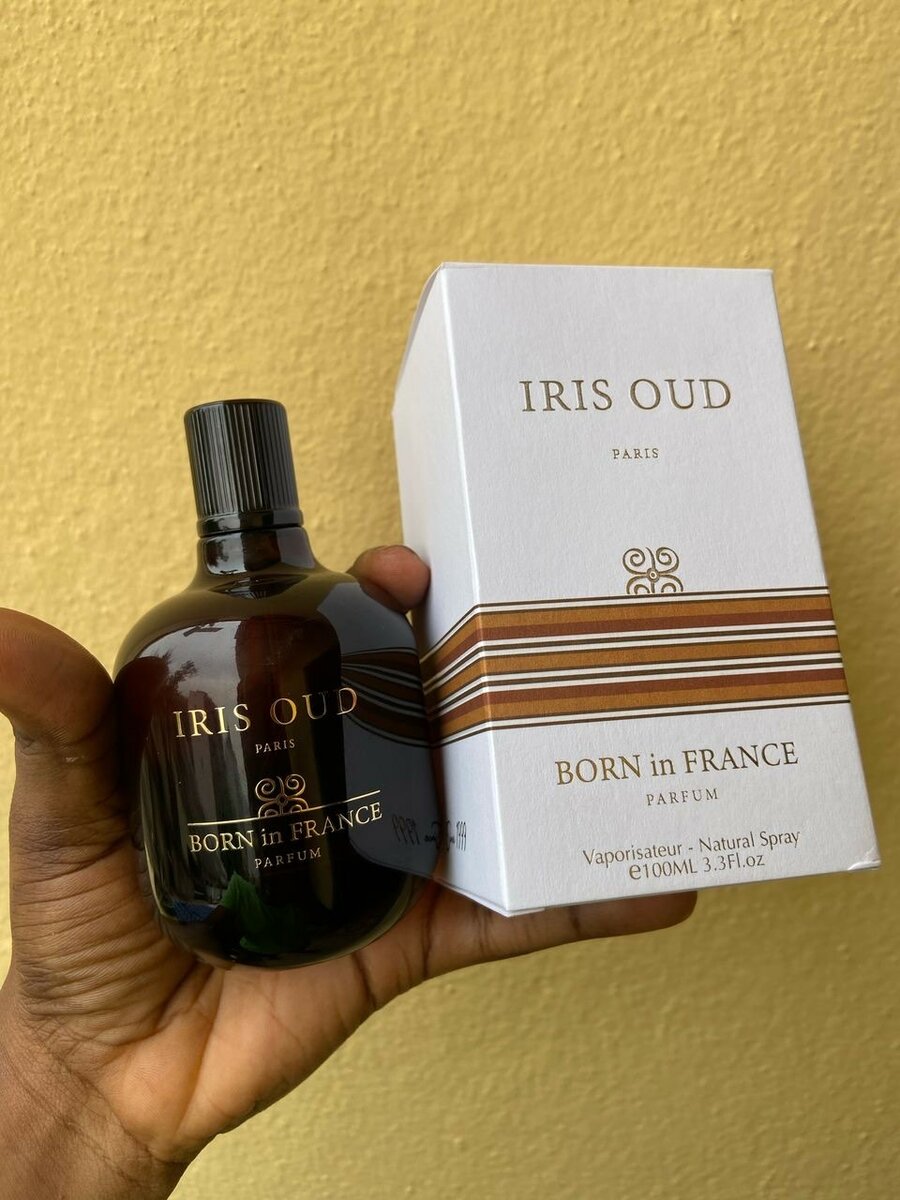 IRIS OUD
PARIS
BORN in FRANCE
PARFUM
IRIS OUD
PARIS
BORN in FRANCE
PARFUM
Vaporisateur - Natural Spray
e100ML 3.3Fl.oz